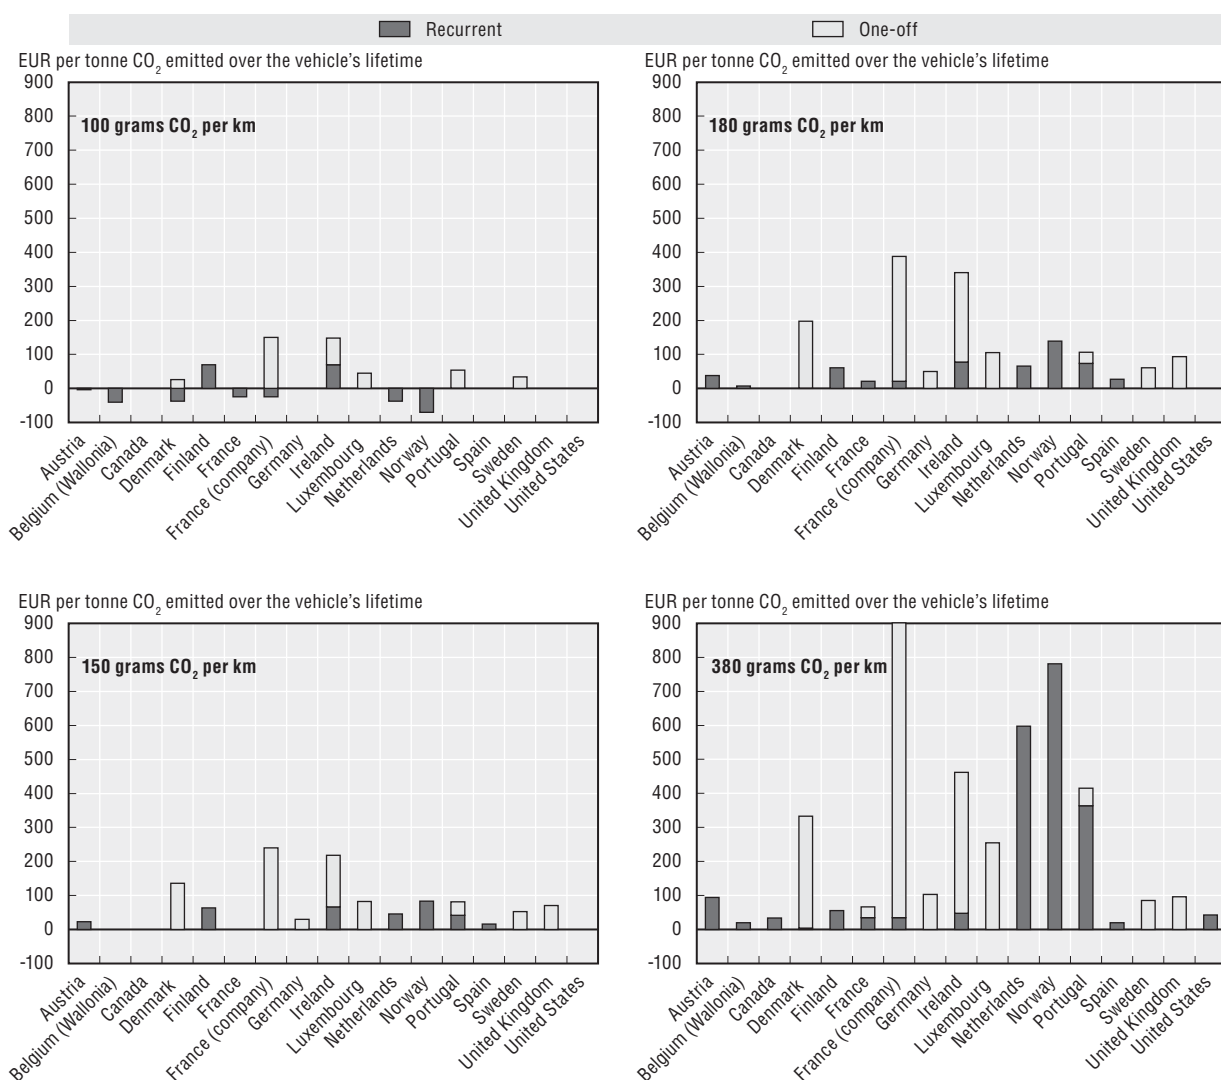 Recurrent
One-off
EUR per tonne CO2 emitted over the vehicle's lifetime
900
800
700
600
500
400
300
200
100
0
-100
100 grams CO2 per km
Austria
Belgium (Wallonia)
Canada
Denmark
Finland
France
France (company)
Germany
Ireland
Luxembourg
Netherlands
Norway
Portugal
Spain
Sweden
United Kingdom
United States
EUR per tonne CO2 emitted over the vehicle's lifetime
900
800
700
600
500
400
300
200
100
0
-100
180 grams CO2 per km
Austria
Belgium (Wallonia)
Canada
Denmark
Finland
France
France (company)
Germany
Ireland
Luxembourg
Netherlands
Norway
Portugal
Spain
Sweden
United Kingdom
United States
EUR per tonne CO2 emitted over the vehicle's lifetime
900
800
700
600
500
400
300
200
100
0
-100
150 grams CO2 per km
Austria
Belgium (Wallonia)
Canada
Denmark
Finland
France
France (company)
Germany
Ireland
Luxembourg
Netherlands
Norway
Portugal
Spain
Sweden
United Kingdom
United States
EUR per tonne CO2 emitted over the vehicle's lifetime
900
800
700
600
500
400
300
200
100
0
-100
380 grams CO2 per km
Austria
Belgium (Wallonia)
Canada
Denmark
Finland
France
France (company)
Germany
Ireland
Luxembourg
Netherlands
Norway
Portugal
Spain
Sweden
United Kingdom
United States